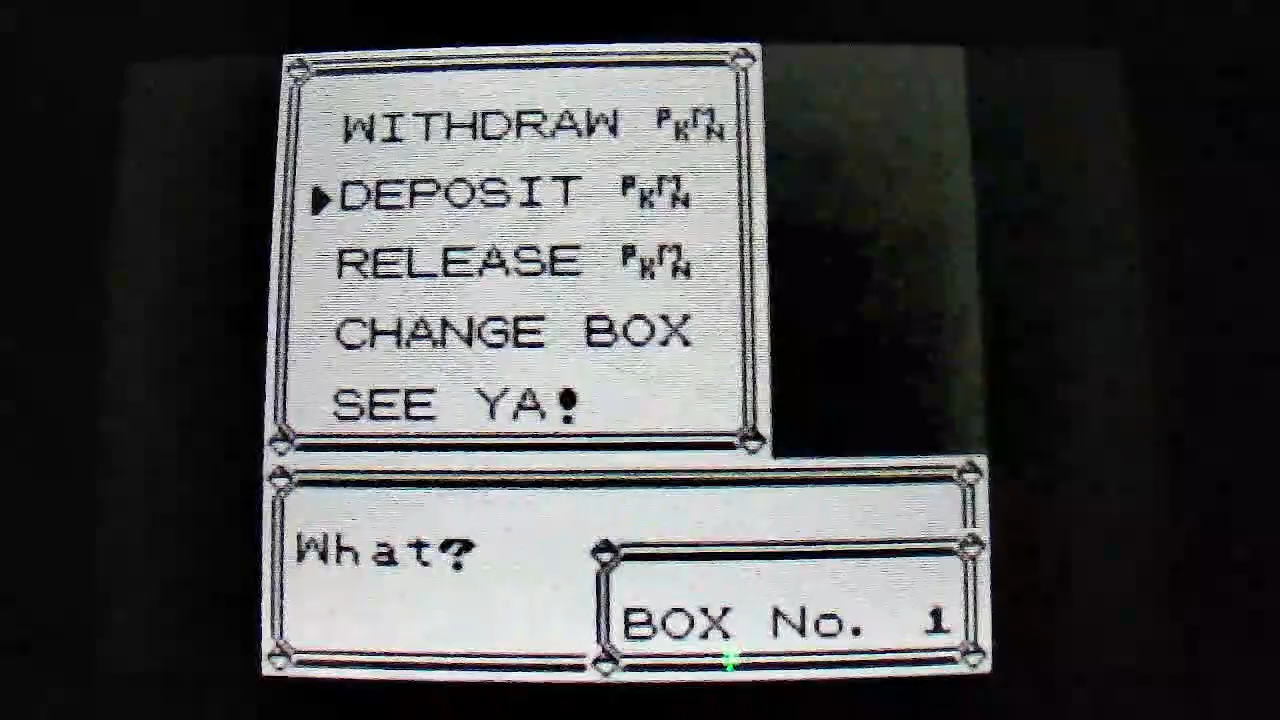 WITHDRAW PKMN
▶DEPOSIT PKMN
RELEASE PKMN
CHANGE BOX
SEE YA!
What?
BOX No. 1